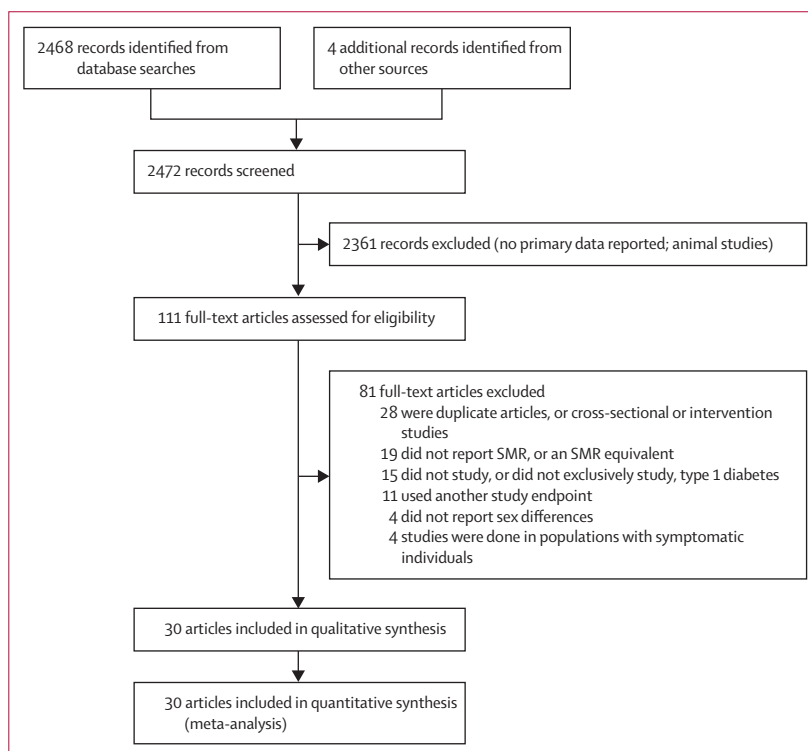 2468 records identified from
database searches
4 additional records identified from
other sources
2472 records screened
2361 records excluded (no primary data reported; animal studies)
111 full-text articles assessed for eligibility
81 full-text articles excluded
28 were duplicate articles, or cross-sectional or intervention
studies
19 did not report SMR, or an SMR equivalent
15 did not study, or did not exclusively study, type 1 diabetes
11 used another study endpoint
4 did not report sex differences
4 studies were done in populations with symptomatic
individuals
30 articles included in qualitative synthesis
30 articles included in quantitative synthesis
(meta-analysis)